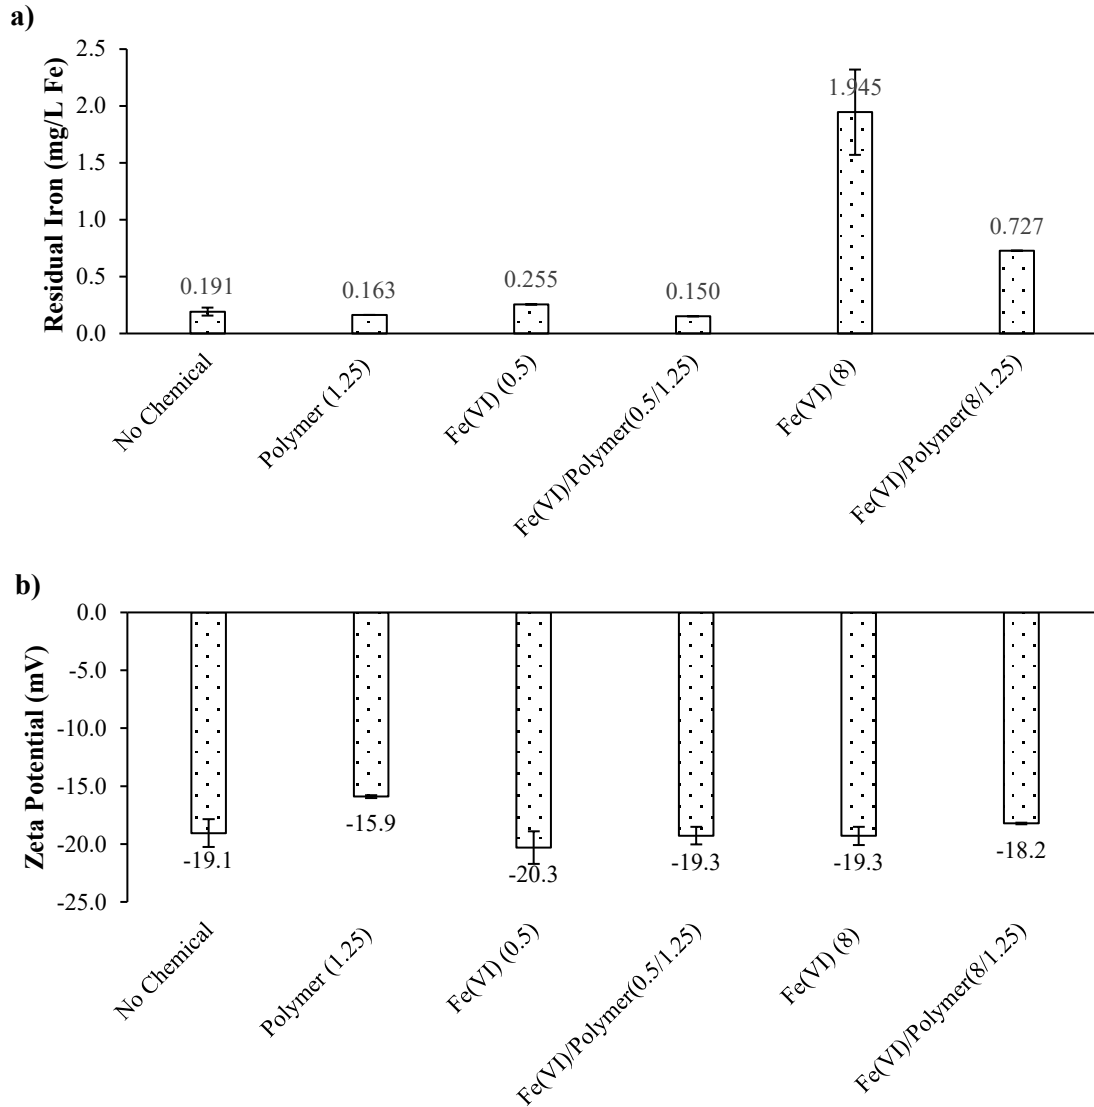 a)
Residual Iron (mg/L Fe)
2.5
2.0
1.5
1.0
0.5
0.0
0.191
0.163
0.255
0.150
1.945
0.727
No Chemical
Polymer (1.25)
Fe(VI) (0.5)
Fe(VI)/Polymer(0.5/1.25)
Fe(VI) (8)
Fe(VI)/Polymer(8/1.25)
b)
Zeta Potential (mV)
0.0
-5.0
-10.0
-15.0
-20.0
-25.0
-19.1
-15.9
-20.3
-19.3
-19.3
-18.2
No Chemical
Polymer (1.25)
Fe(VI) (0.5)
Fe(VI)/Polymer(0.5/1.25)
Fe(VI) (8)
Fe(VI)/Polymer(8/1.25)